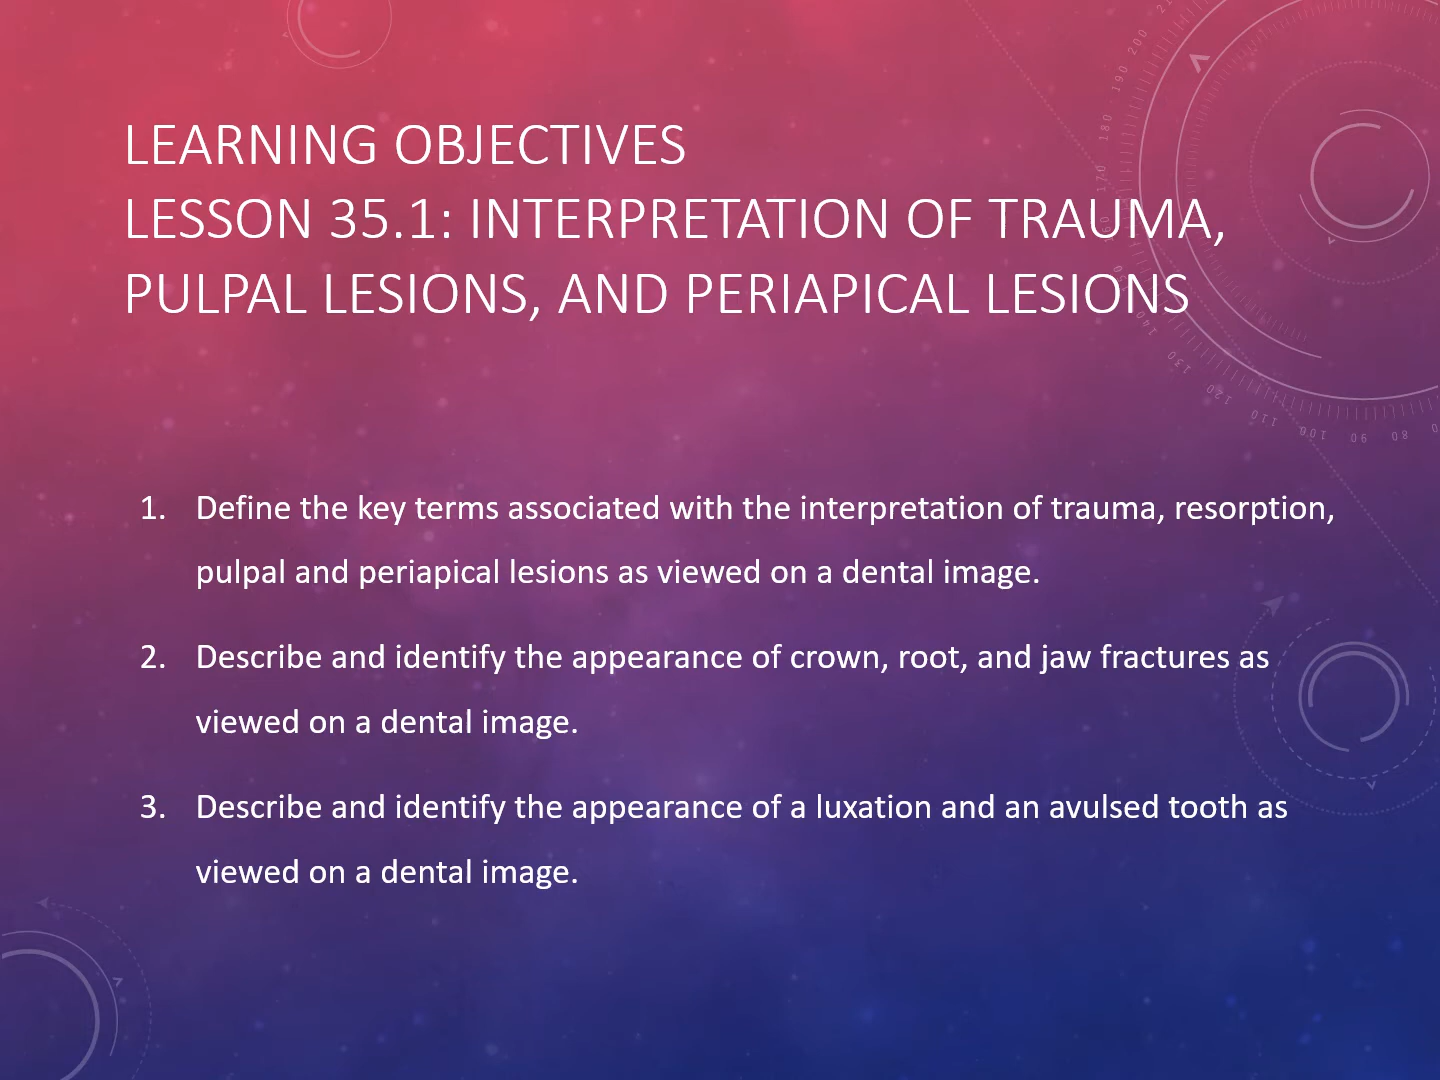 LEARNING OBJECTIVES
LESSON 35.1: INTERPRETATION OF TRAUMA,
PULPAL LESIONS, AND PERIAPICAL LESIONS
1. Define the key terms associated with the interpretation of trauma, resorption,
pulpal and periapical lesions as viewed on a dental image.
2. Describe and identify the appearance of crown, root, and jaw fractures as
viewed on a dental image.
3. Describe and identify the appearance of a luxation and an avulsed tooth as
viewed on a dental image.